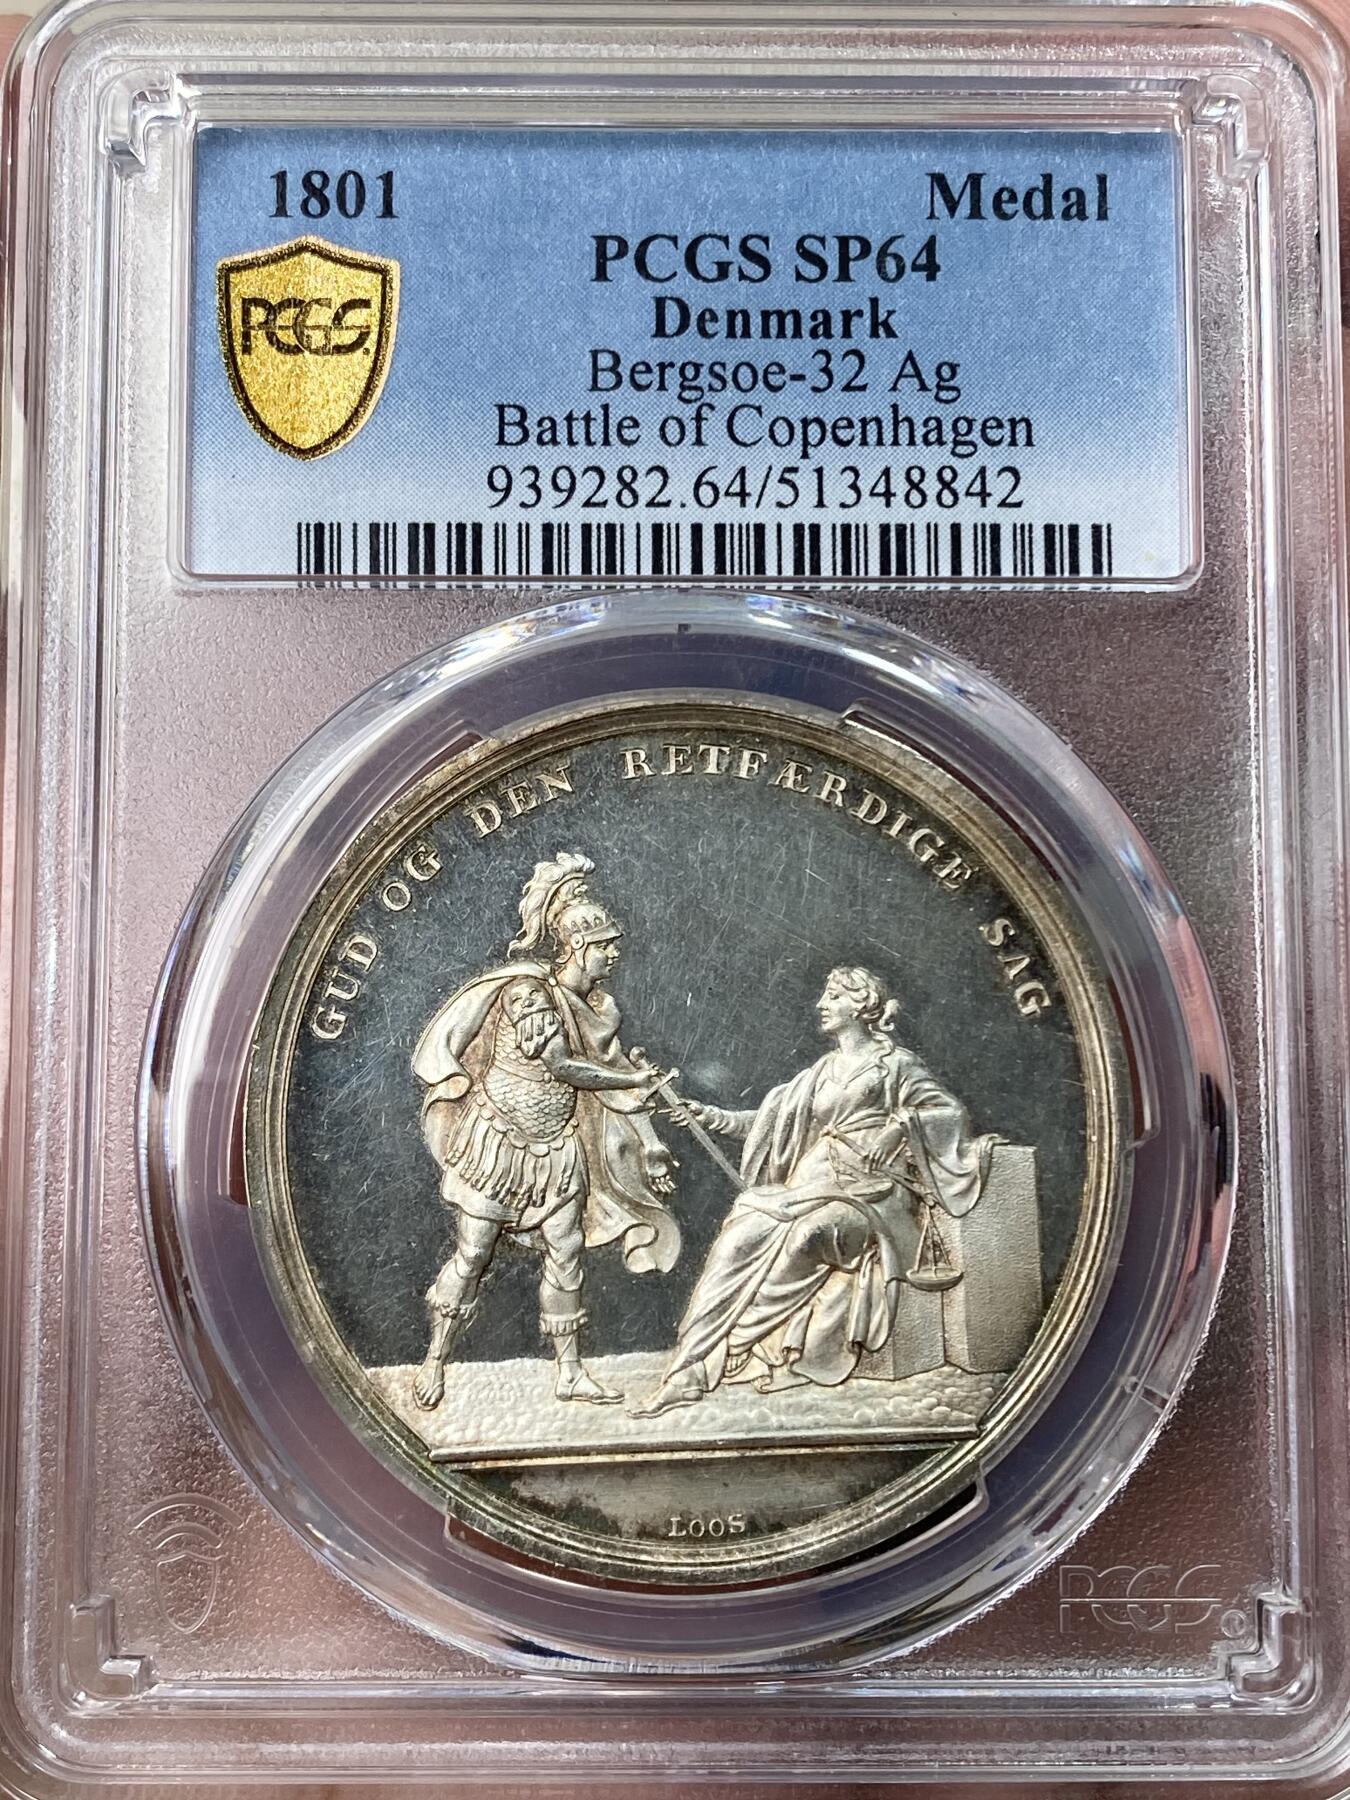 1801 Medal
PCGS SP64
PCGS
Denmark
Bergsoe-32 Ag
Battle of Copenhagen
939282.64/51348842
GUD OG DEN RETFÆRDIGE SAG
LOOS
PCGS